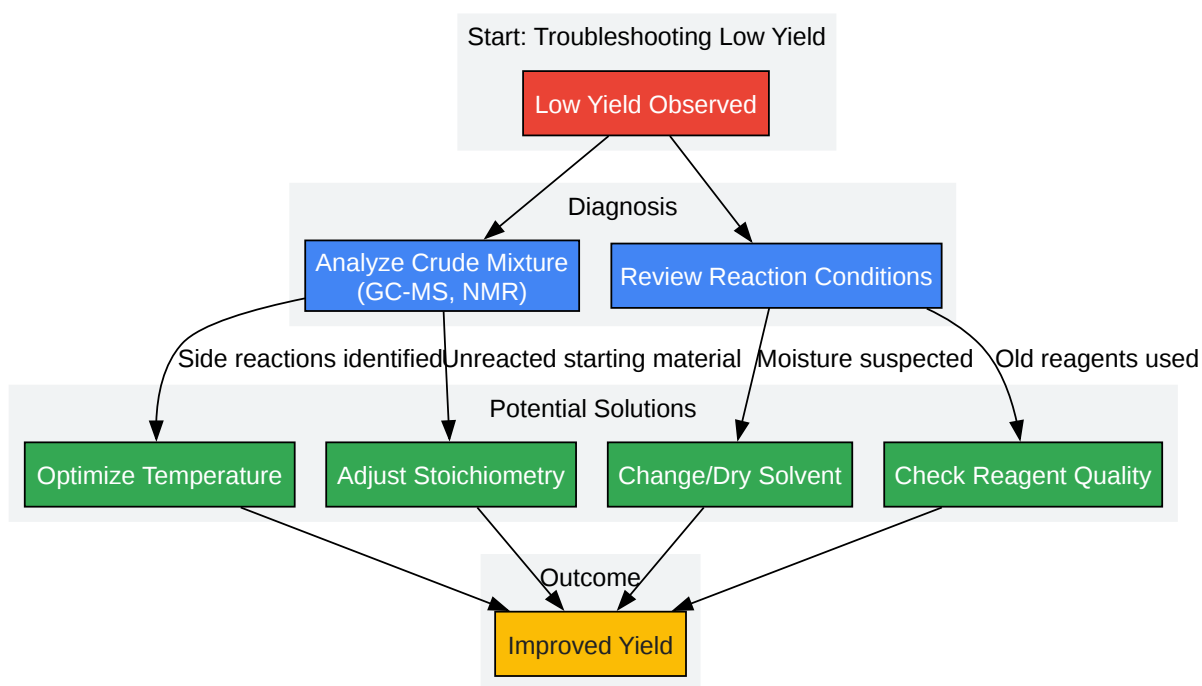 Start: Troubleshooting Low Yield
Low Yield Observed
Diagnosis
Analyze Crude Mixture
(GC-MS, NMR)
Review Reaction Conditions
Side reactions identified
Unreacted starting material
Moisture suspected
Old reagents used
Potential Solutions
Optimize Temperature
Adjust Stoichiometry
Change/Dry Solvent
Check Reagent Quality
Outcome
Improved Yield